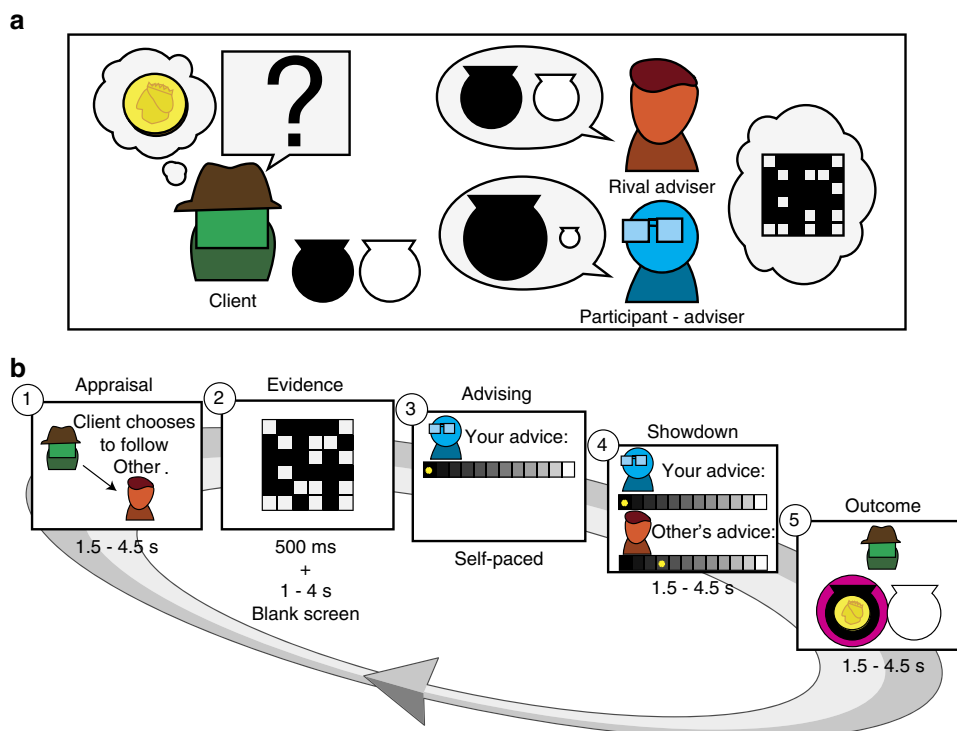 a
?
Rival adviser
Client
Participant - adviser
b
Appraisal
1
Client chooses
to follow
Other .
1.5 - 4.5 s
Evidence
2
500 ms
+
1 - 4 s
Blank screen
Advising
3
Your advice:
Self-paced
Showdown
4
Your advice:
Other's advice:
1.5 - 4.5 s
Outcome
5
1.5 - 4.5 s